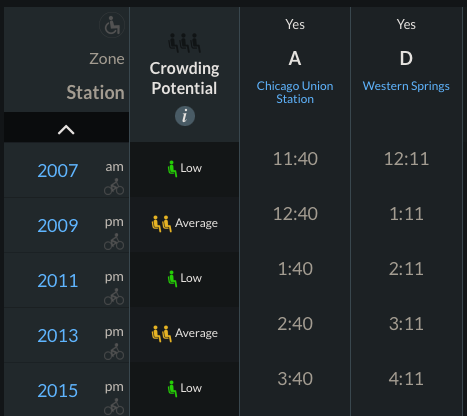 Yes Yes
Zone A D
Station Crowding Potential Chicago Union Station Western Springs
i
2007 am Low 11:40 12:11
2009 pm Average 12:40 1:11
2011 pm Low 1:40 2:11
2013 pm Average 2:40 3:11
2015 pm Low 3:40 4:11